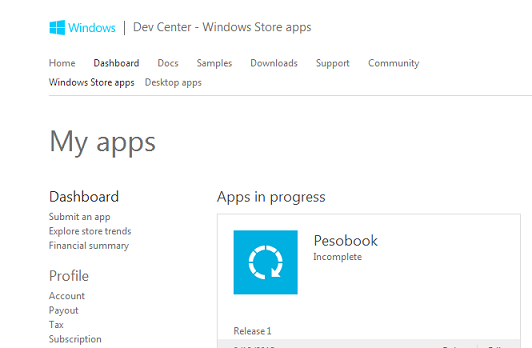 Windows | Dev Center - Windows Store apps
Home Dashboard Docs Samples Downloads Support Community
Windows Store apps Desktop apps
My apps
Dashboard
Submit an app
Explore store trends
Financial summary
Profile
Account
Payout
Tax
Subscription
Apps in progress
Pesobook
Incomplete
Release 1